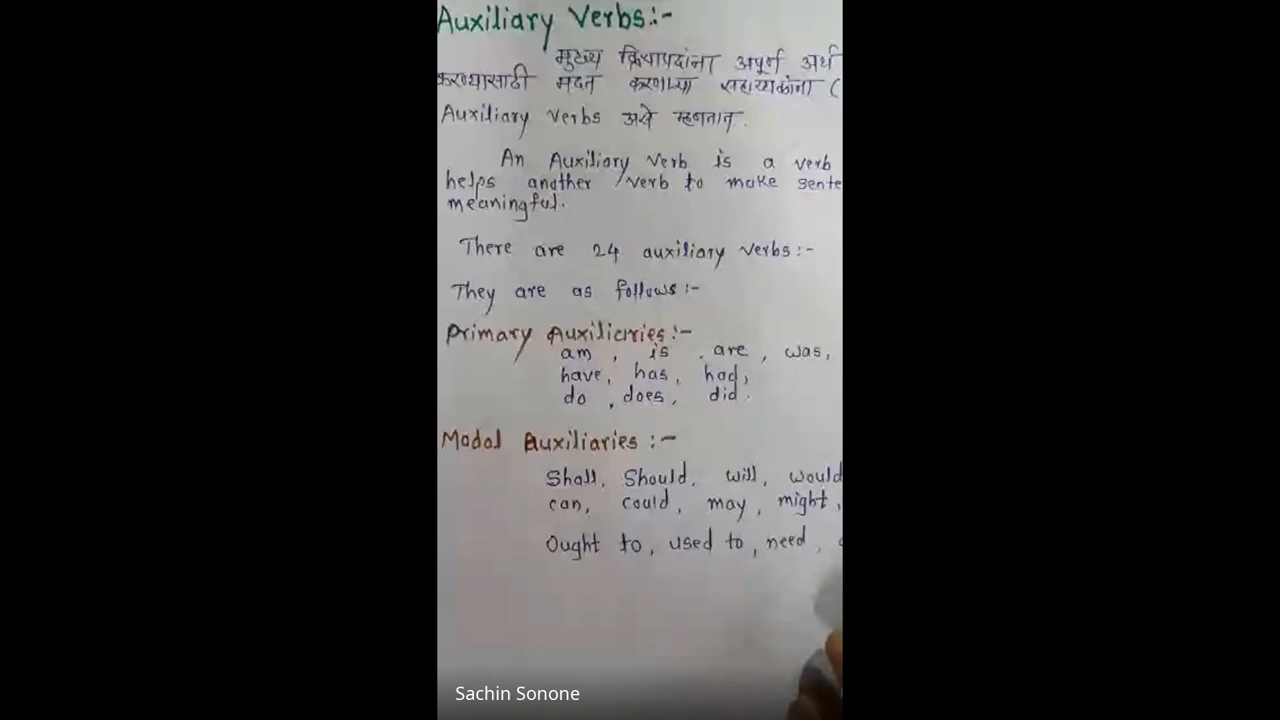 Auxiliary Verbs:-
मुख्य क्रियापदांना अपूर्ण अर्थ
करण्यासाठी मदत करणाऱ्या सहाय्यकांना (
Auxiliary verbs असे म्हणतात.
An Auxiliary verb is a verb
helps another verb to make sente
meaningful.
There are 24 auxiliary verbs:-
They are as follows:-
Primary Auxiliaries:-
am , is , are , was,
have, has, had,
do , does, did.
Modal Auxiliaries :-
Shall, Should, will, would
can, could, may, might,
Ought to, used to, need,
Sachin Sonone